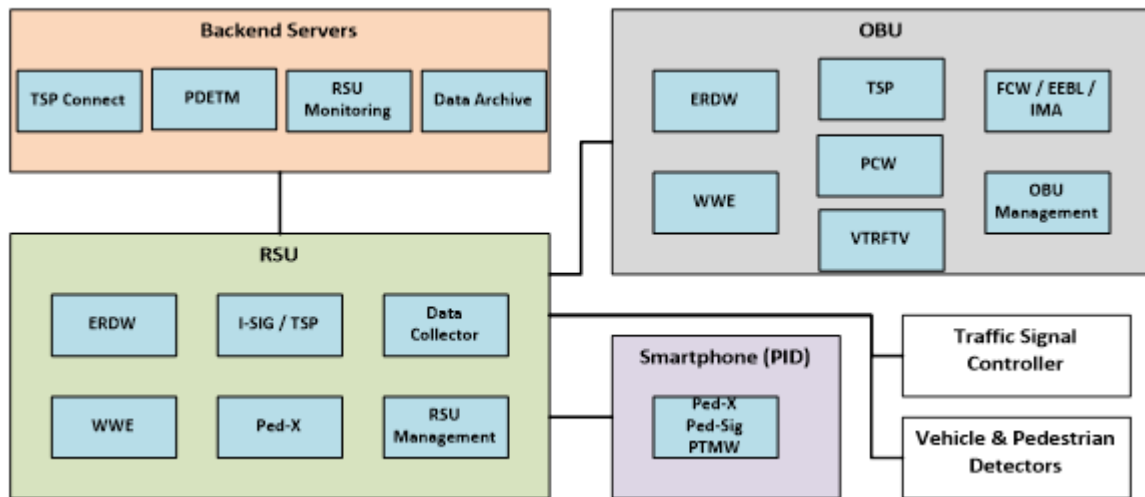 Backend Servers
TSP Connect
PDETM
RSU
Monitoring
Data Archive
OBU
ERDW
TSP
FCW / EEBL /
IMA
PCW
WWE
OBU
Management
VTRFTV
RSU
ERDW
I-SIG / TSP
Data
Collector
WWE
Ped-X
RSU
Management
Smartphone (PID)
Ped-X
Ped-Sig
PTMW
Traffic Signal
Controller
Vehicle & Pedestrian
Detectors